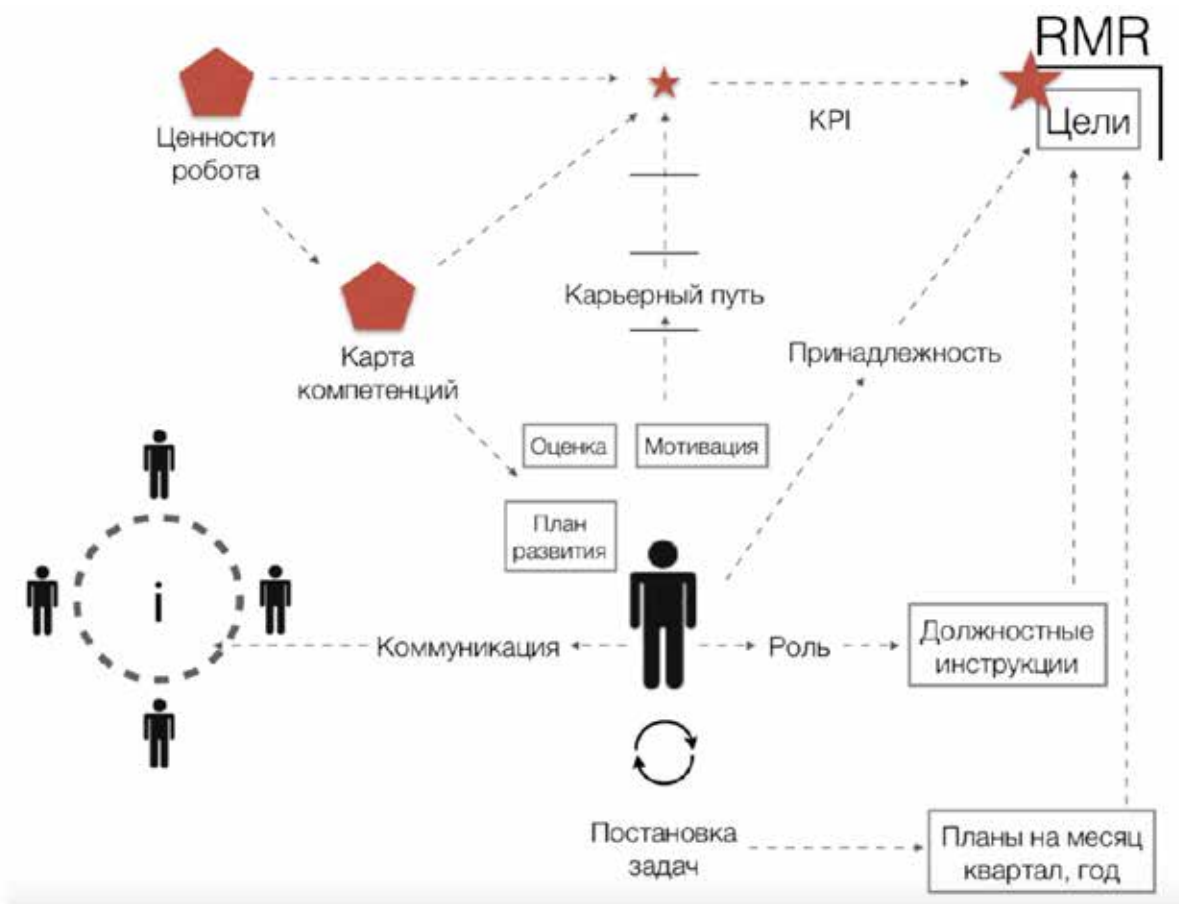 RMR
KPI
Цели
Ценности
робота
Карьерный путь
Карта
компетенций
Принадлежность
Оценка
Мотивация
План
развития
i
Коммуникация
Роль
Должностные
инструкции
Постановка
задач
Планы на месяц
квартал, год